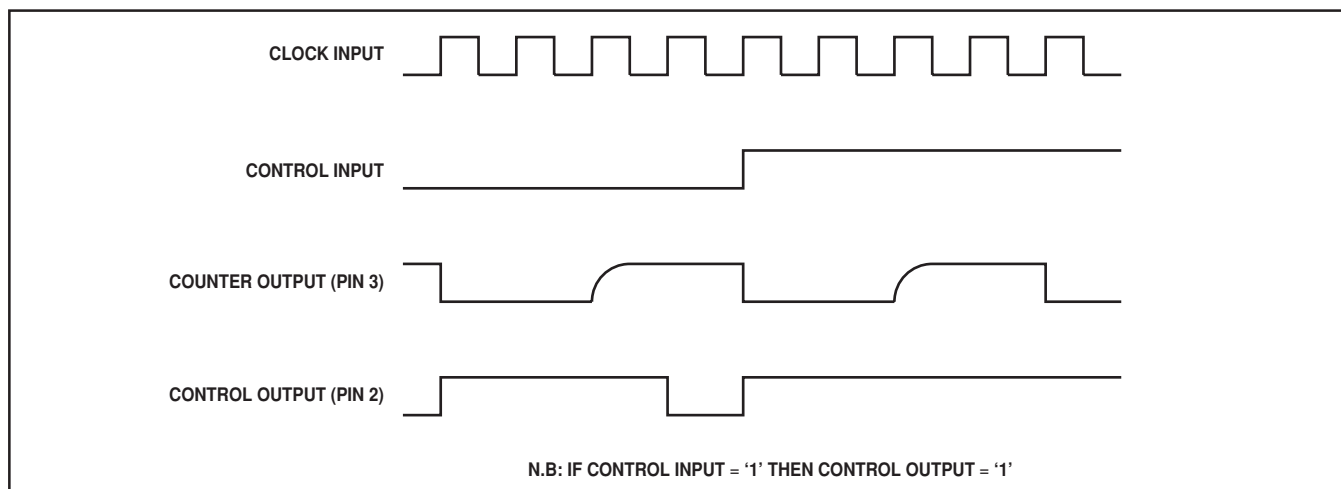 CLOCK INPUT
CONTROL INPUT
COUNTER OUTPUT (PIN 3)
CONTROL OUTPUT (PIN 2)
N.B: IF CONTROL INPUT = ‘1’ THEN CONTROL OUTPUT = ‘1’